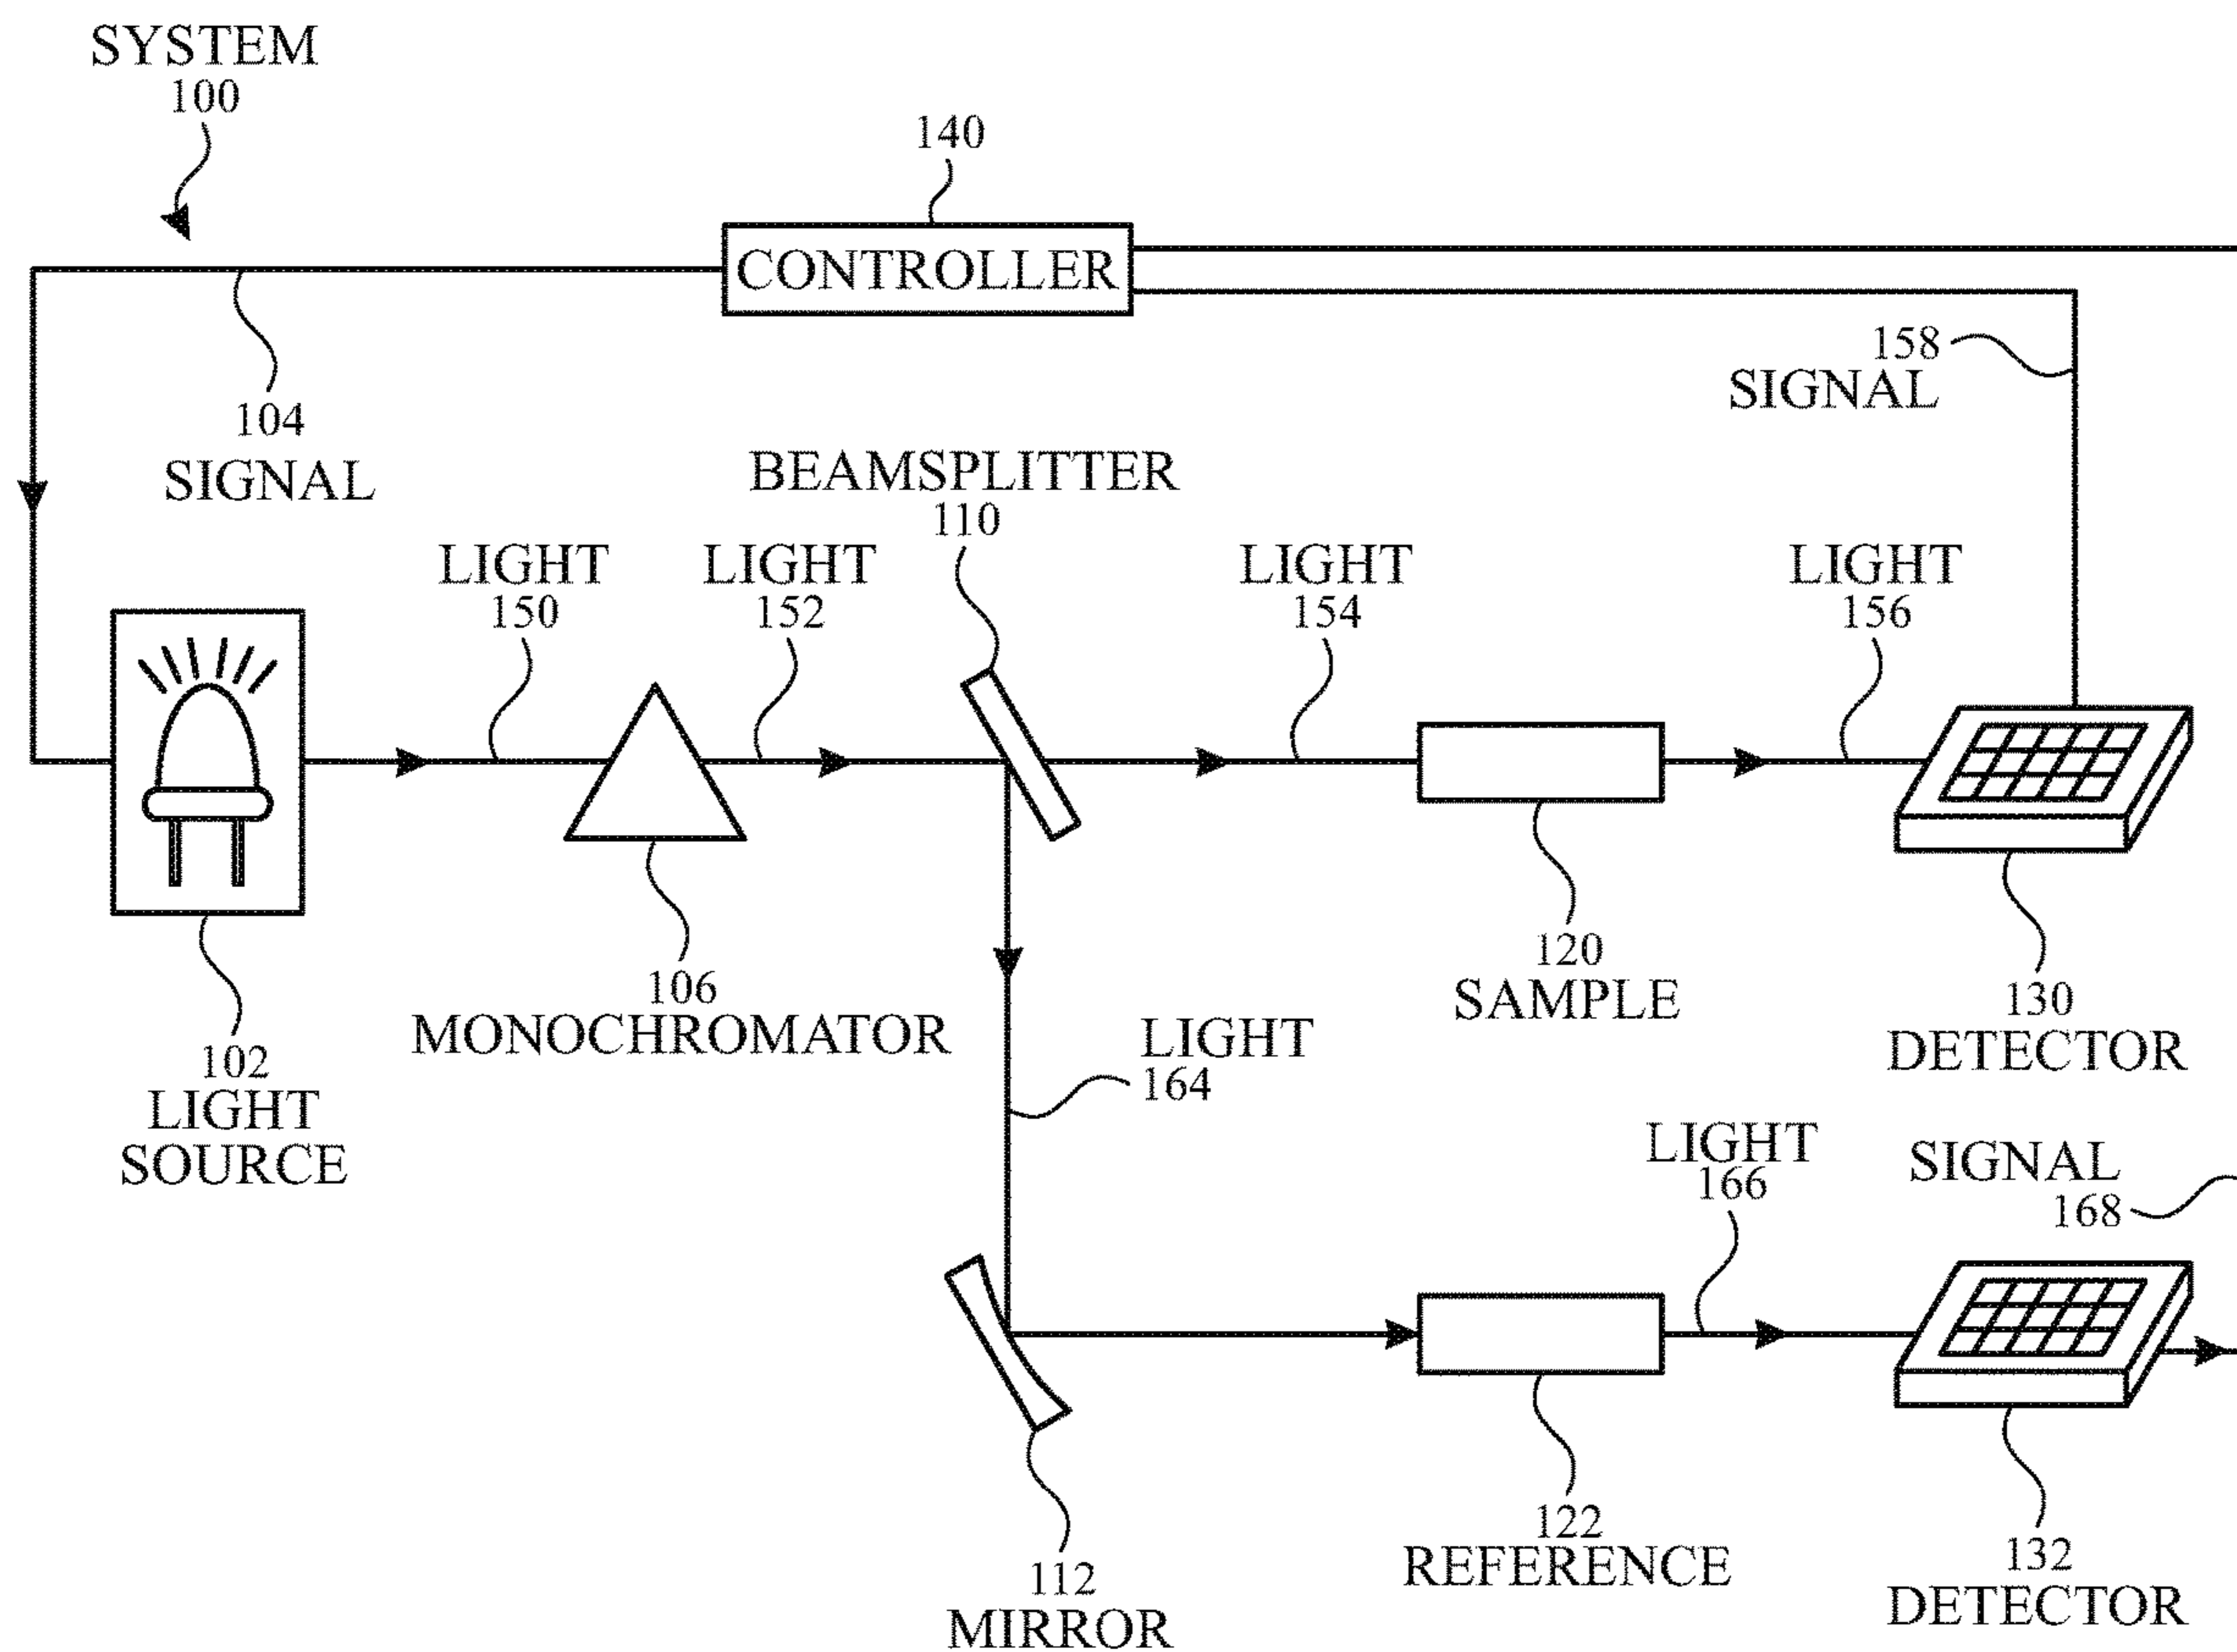 SYSTEM
100
140
CONTROLLER
104
SIGNAL
158
SIGNAL
BEAMSPLITTER
110
LIGHT
150
LIGHT
152
LIGHT
154
LIGHT
156
102
LIGHT
SOURCE
106
MONOCHROMATOR
120
SAMPLE
130
DETECTOR
LIGHT
164
LIGHT
166
SIGNAL
168
112
MIRROR
122
REFERENCE
132
DETECTOR